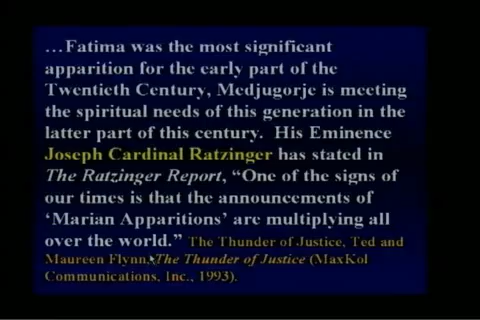 …Fatima was the most significant
apparition for the early part of the
Twentieth Century, Medjugorje is meeting
the spiritual needs of this generation in the
latter part of this century.  His Eminence
Joseph Cardinal Ratzinger has stated in
The Ratzinger Report, “One of the signs of
our times is that the announcements of
‘Marian Apparitions’ are multiplying all
over the world.” The Thunder of Justice, Ted and
Maureen Flynn, The Thunder of Justice (MaxKol
Communications, Inc., 1993).